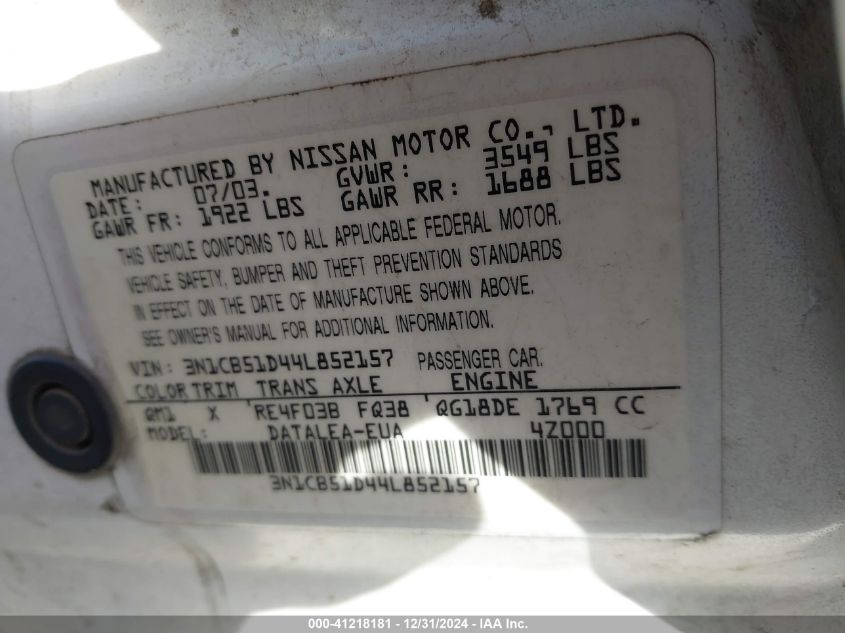 MANUFACTURED BY NISSAN MOTOR CO., LTD.
DATE: 07/03. GVWR: 3549 LBS
GAWR FR: 1922 LBS GAWR RR: 1688 LBS
THIS VEHICLE CONFORMS TO ALL APPLICABLE FEDERAL MOTOR.
VEHICLE SAFETY, BUMPER AND THEFT PREVENTION STANDARDS
IN EFFECT ON THE DATE OF MANUFACTURE SHOWN ABOVE.
SEE OWNER'S MANUAL FOR ADDITIONAL INFORMATION.
VIN: 3N1CB51D44L852157 PASSENGER CAR.
COLOR TRIM TRANS AXLE ENGINE
QM1 X RE4F03B FQ38 QG18DE 1769 CC
MODEL: DATALEA-EUA 4Z000
3N1CB51D44L852157
000-41218181 - 12/31/2024 - IAA Inc.